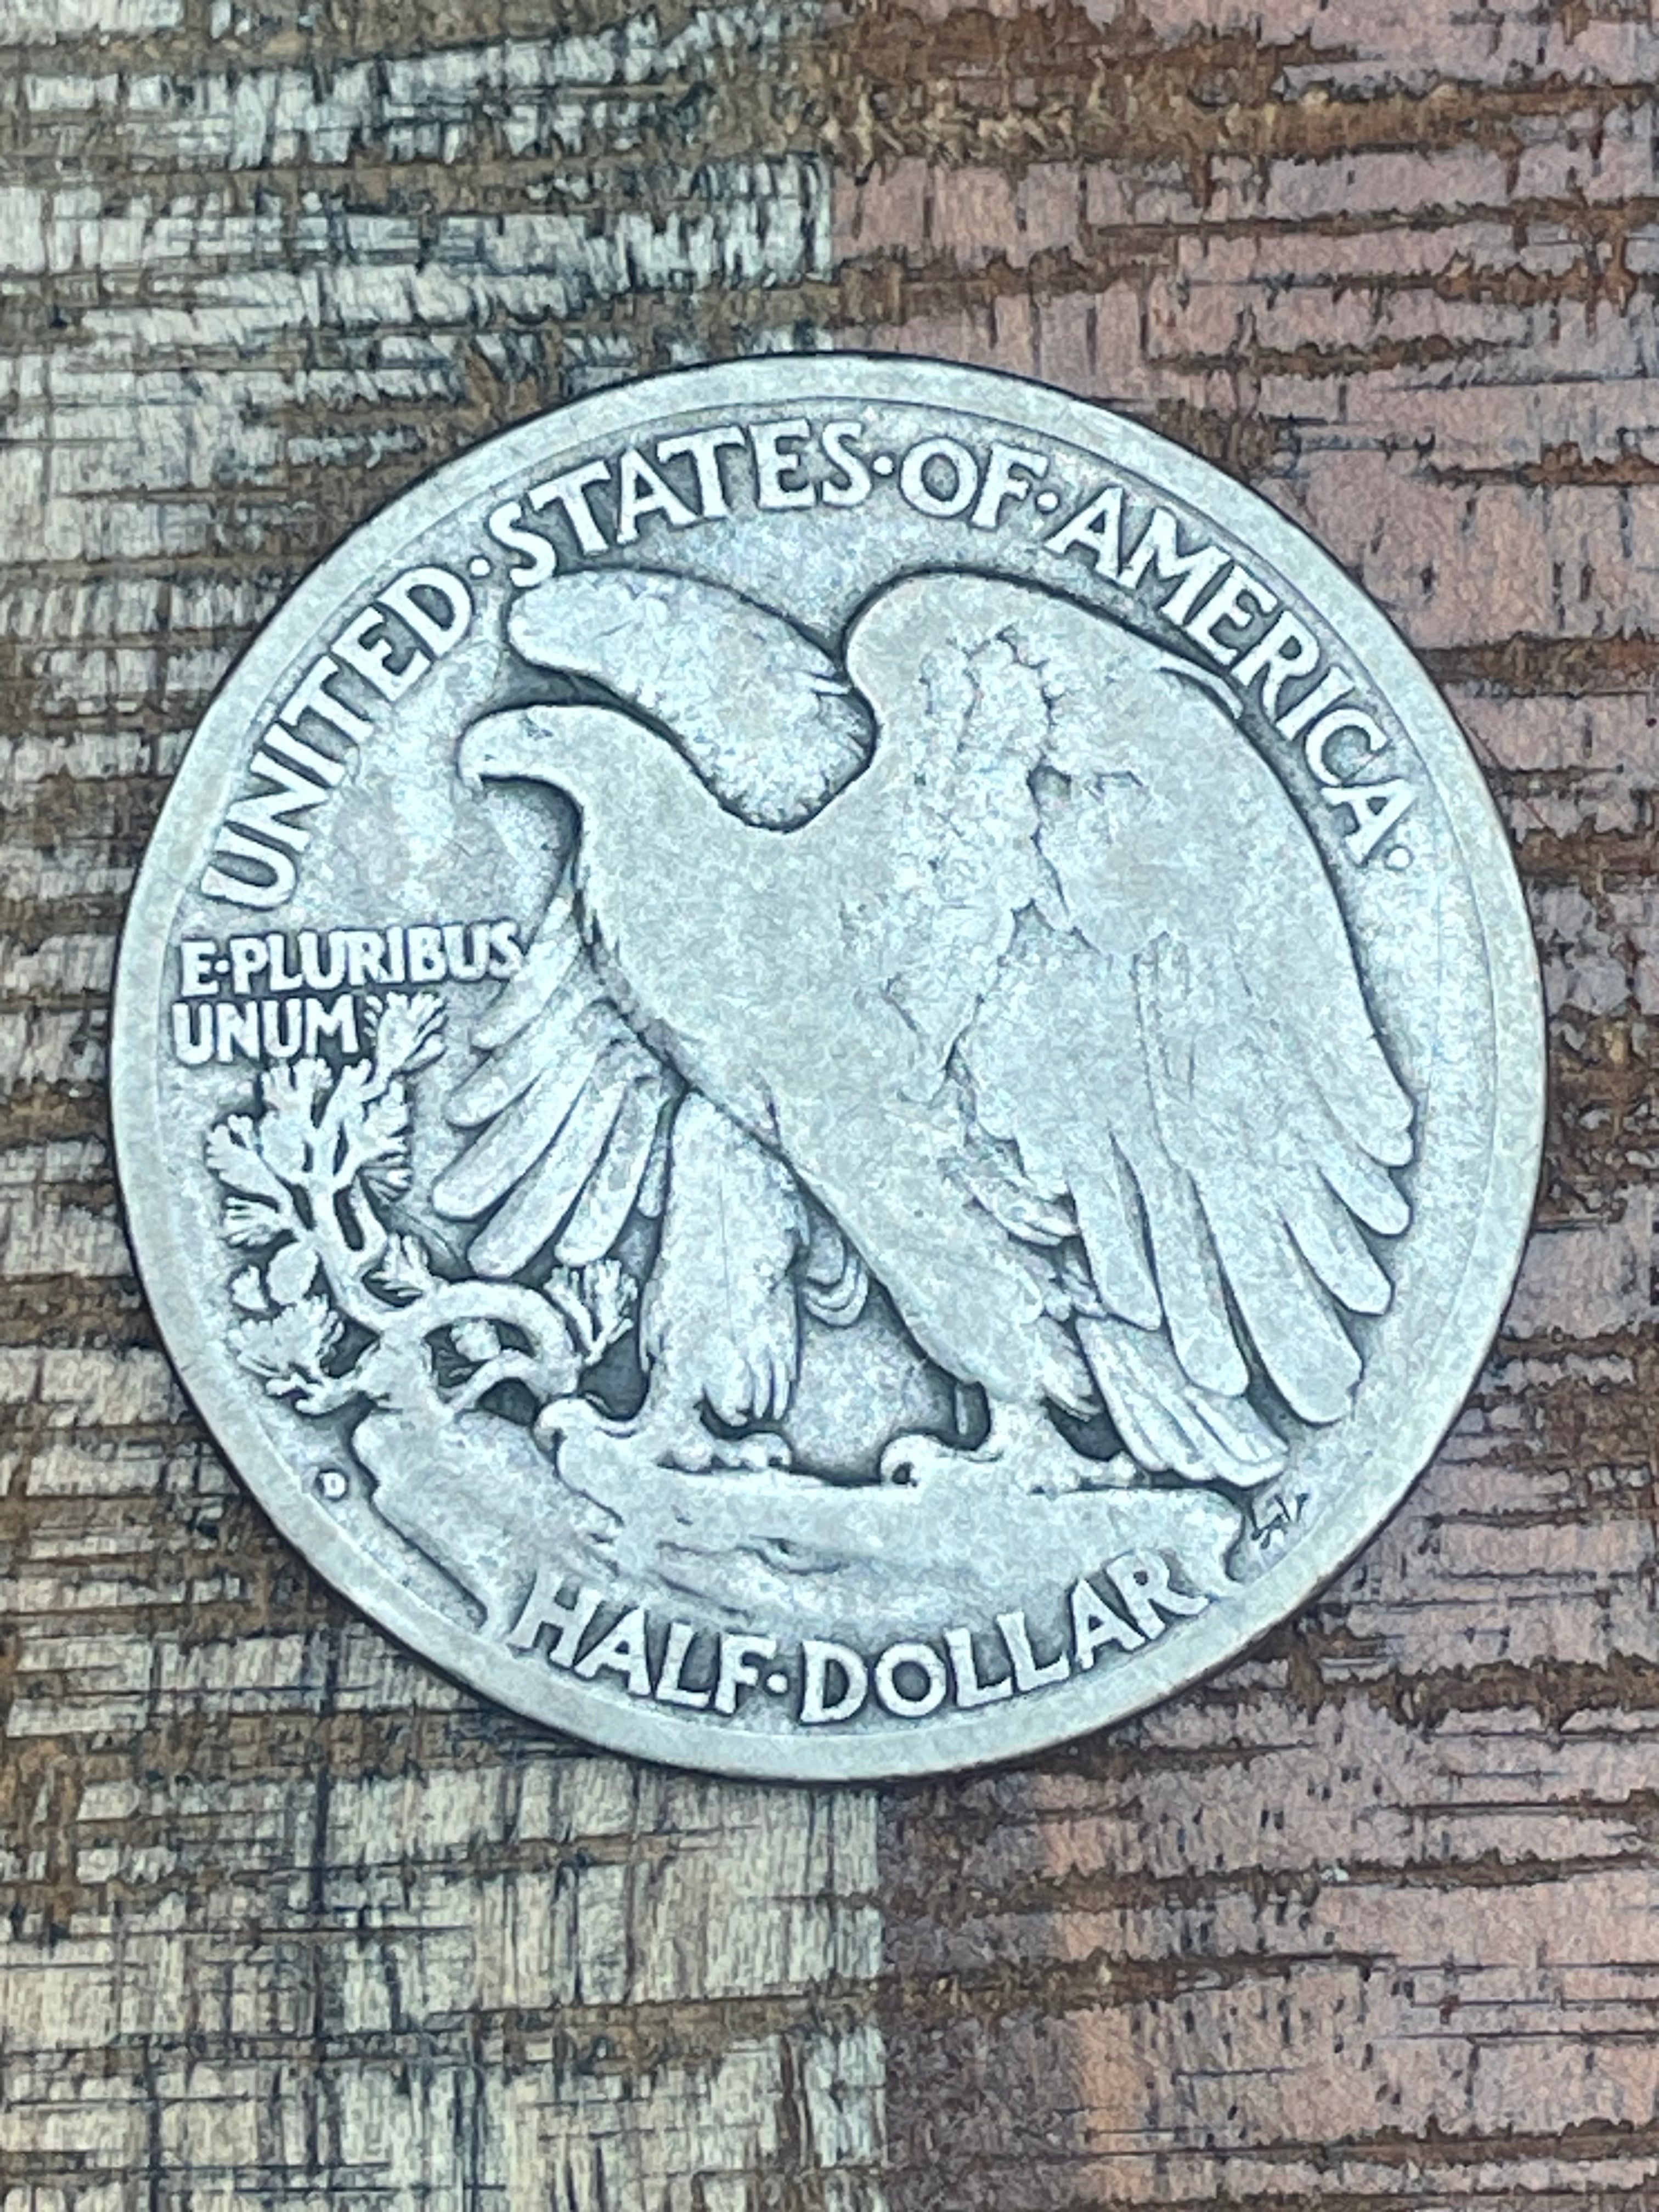 UNITED·STATES·OF·AMERICA·
E·PLURIBUS
UNUM
D
HALF·DOLLAR